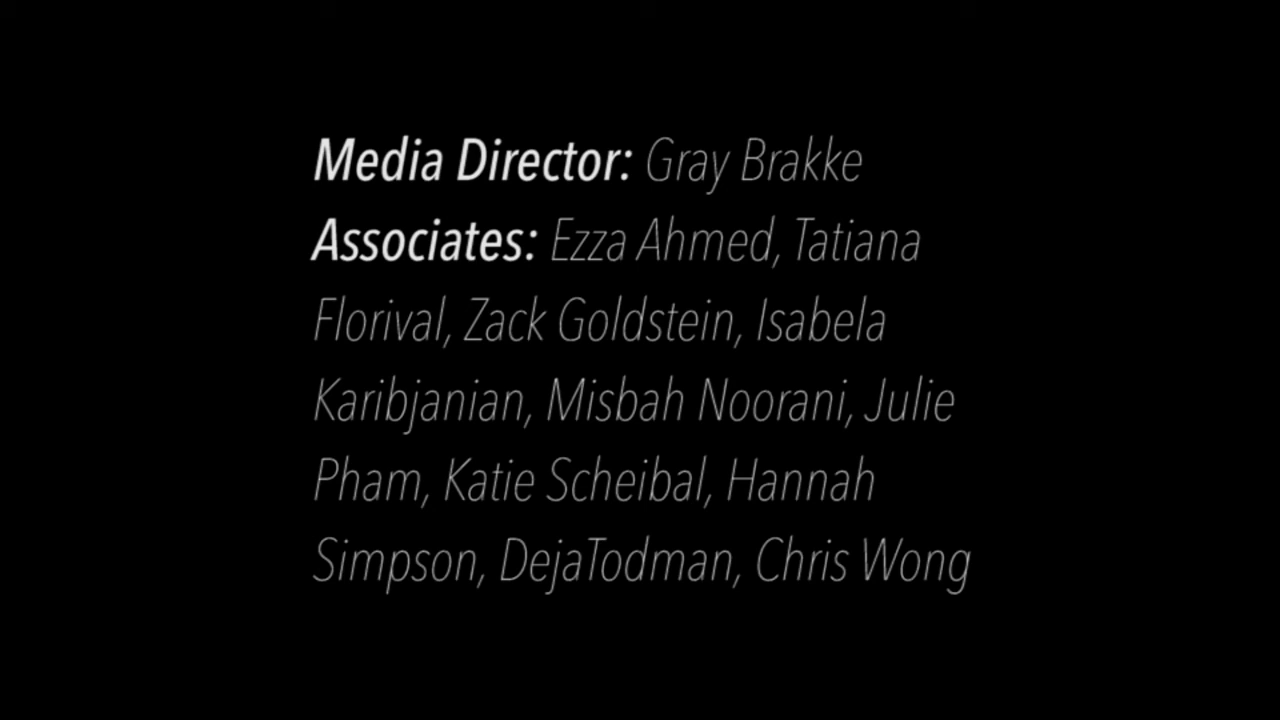 Media Director: Gray Brakke
Associates: Ezza Ahmed, Tatiana
Florival, Zack Goldstein, Isabela
Karibjanian, Misbah Noorani, Julie
Pham, Katie Scheibal, Hannah
Simpson, DejaTodman, Chris Wong